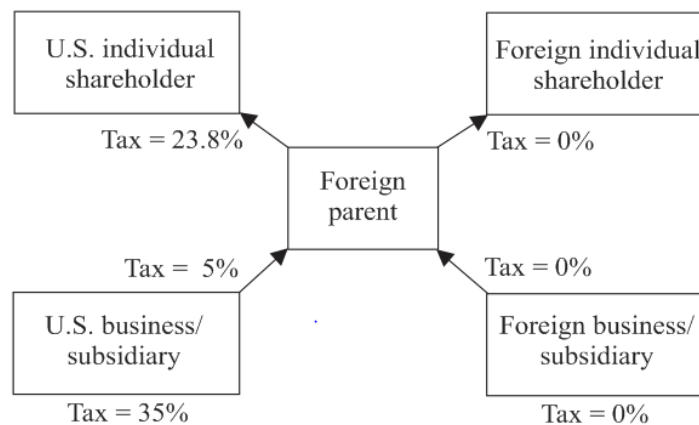 U.S. individual
shareholder
Foreign individual
shareholder
Tax = 23.8%
Tax = 0%
Foreign
parent
Tax = 5%
Tax = 0%
U.S. business/
subsidiary
Foreign business/
subsidiary
Tax = 35%
Tax = 0%